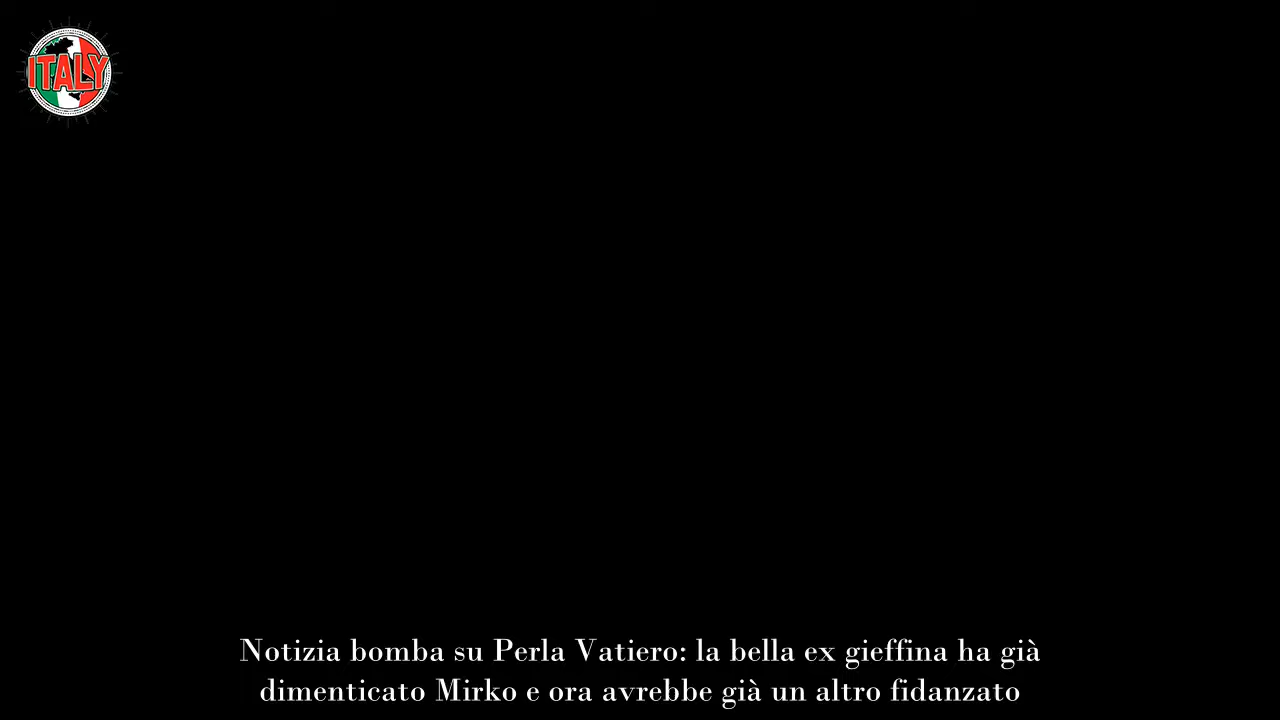 ITALY
Notizia bomba su Perla Vatiero: la bella ex gieffina ha già
dimenticato Mirko e ora avrebbe già un altro fidanzato